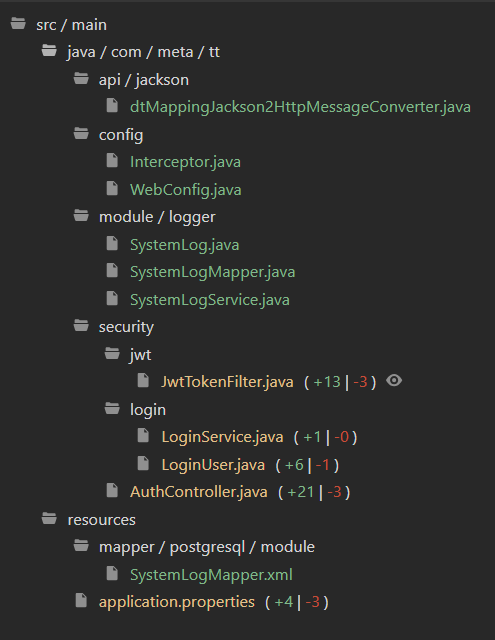 src / main
java / com / meta / tt
api / jackson
dtMappingJackson2HttpMessageConverter.java
config
Interceptor.java
WebConfig.java
module / logger
SystemLog.java
SystemLogMapper.java
SystemLogService.java
security
jwt
JwtTokenFilter.java ( +13 | -3 )
login
LoginService.java ( +1 | -0 )
LoginUser.java ( +6 | -1 )
AuthController.java ( +21 | -3 )
resources
mapper / postgresql / module
SystemLogMapper.xml
application.properties ( +4 | -3 )